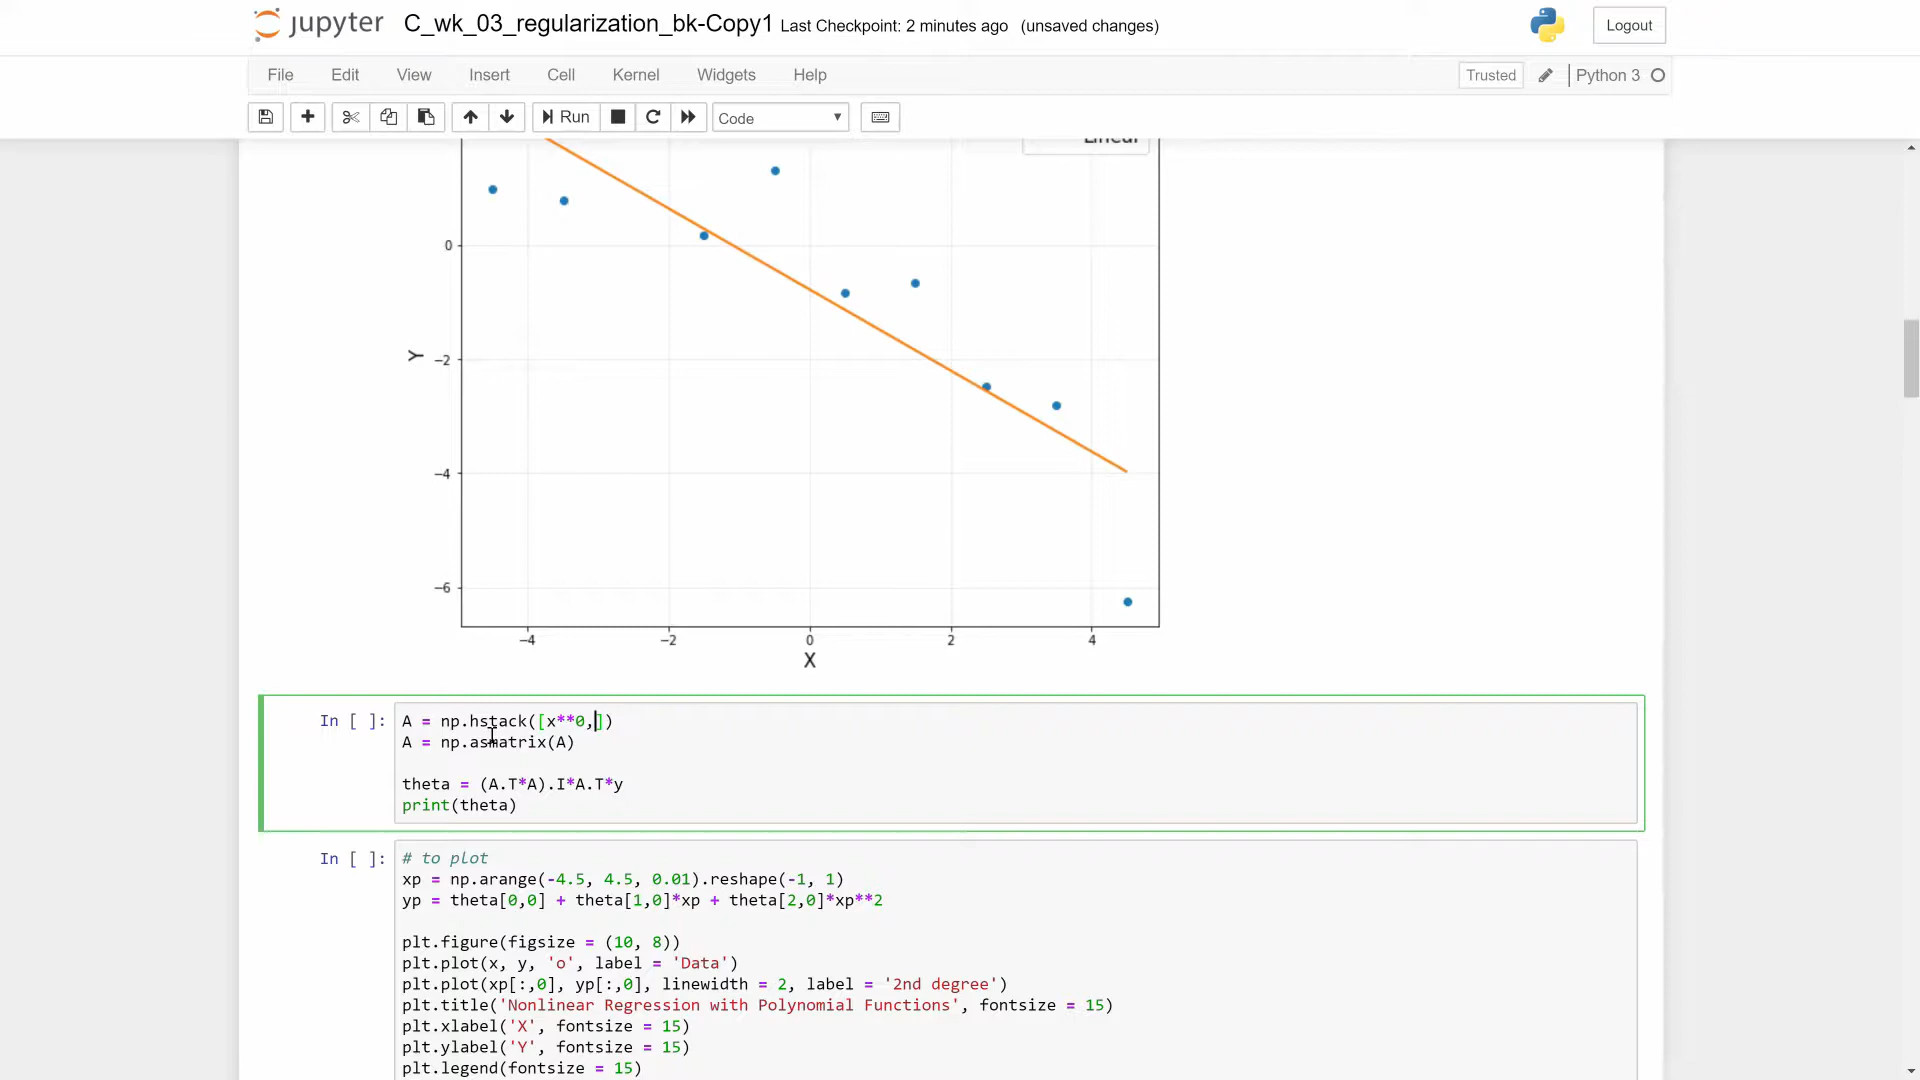 jupyter C_wk_03_regularization_bk-Copy1 Last Checkpoint: 2 minutes ago (unsaved changes) Logout
File Edit View Insert Cell Kernel Widgets Help Trusted Python 3
Run Code
Linear
0
−2
−4
−6
Y
−4 −2 0 2 4
X
In [ ]: A = np.hstack([x**0,])
A = np.asmatrix(A)
theta = (A.T*A).I*A.T*y
print(theta)
In [ ]: # to plot
xp = np.arange(-4.5, 4.5, 0.01).reshape(-1, 1)
yp = theta[0,0] + theta[1,0]*xp + theta[2,0]*xp**2
plt.figure(figsize = (10, 8))
plt.plot(x, y, 'o', label = 'Data')
plt.plot(xp[:,0], yp[:,0], linewidth = 2, label = '2nd degree')
plt.title('Nonlinear Regression with Polynomial Functions', fontsize = 15)
plt.xlabel('X', fontsize = 15)
plt.ylabel('Y', fontsize = 15)
plt.legend(fontsize = 15)